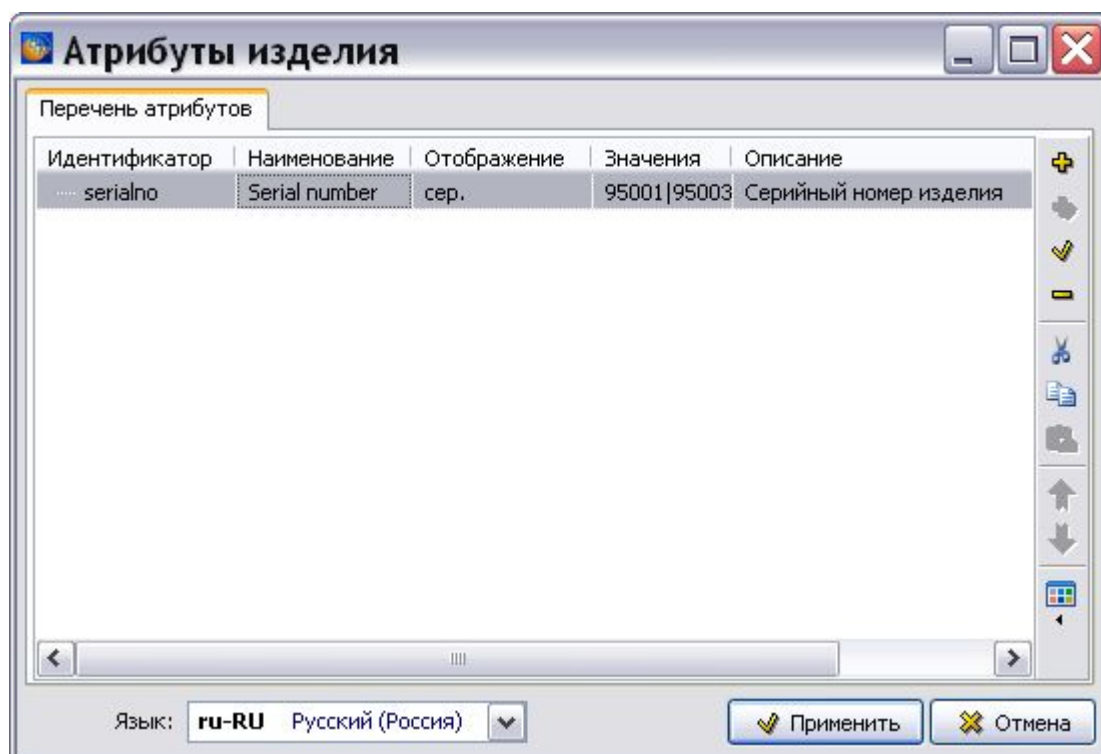 Атрибуты изделия
Перечень атрибутов
Идентификатор Наименование Отображение Значения Описание
serialno Serial number сер. 95001|95003 Серийный номер изделия
Язык: ru-RU Русский (Россия) Применить Отмена